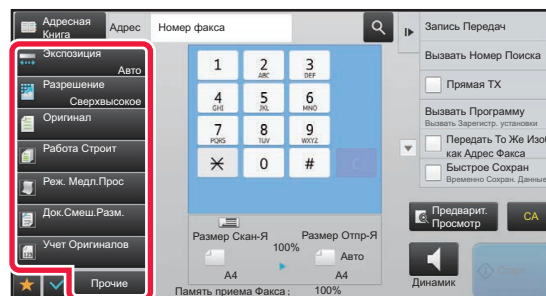 Адресная
Книга
Адрес
Номер факса
Экспозиция
Авто
Разрешение
Сверхвысокое
Оригинал
Работа Строит
Реж. Медл.Прос
Док.Смеш.Разм.
Учет Оригиналов
Прочие
1
2
ABC
3
DEF
4
GHI
5
JKL
6
MNO
7
PQRS
8
TUV
9
WXYZ
0
#
C
Размер Скан-Я
100%
Размер Отпр-Я
Авто
A4
A4
Память приема Факса :
100%
Запись Передач
Вызвать Номер Поиска
Прямая TX
Вызвать Программу
Вызвать Зарегистр. установки
Передать То Же Изоб
как Адрес Факса
Быстрое Сохран
Временно Сохран. Данные
Предварит.
Просмотр
CA
Динамик
Старт